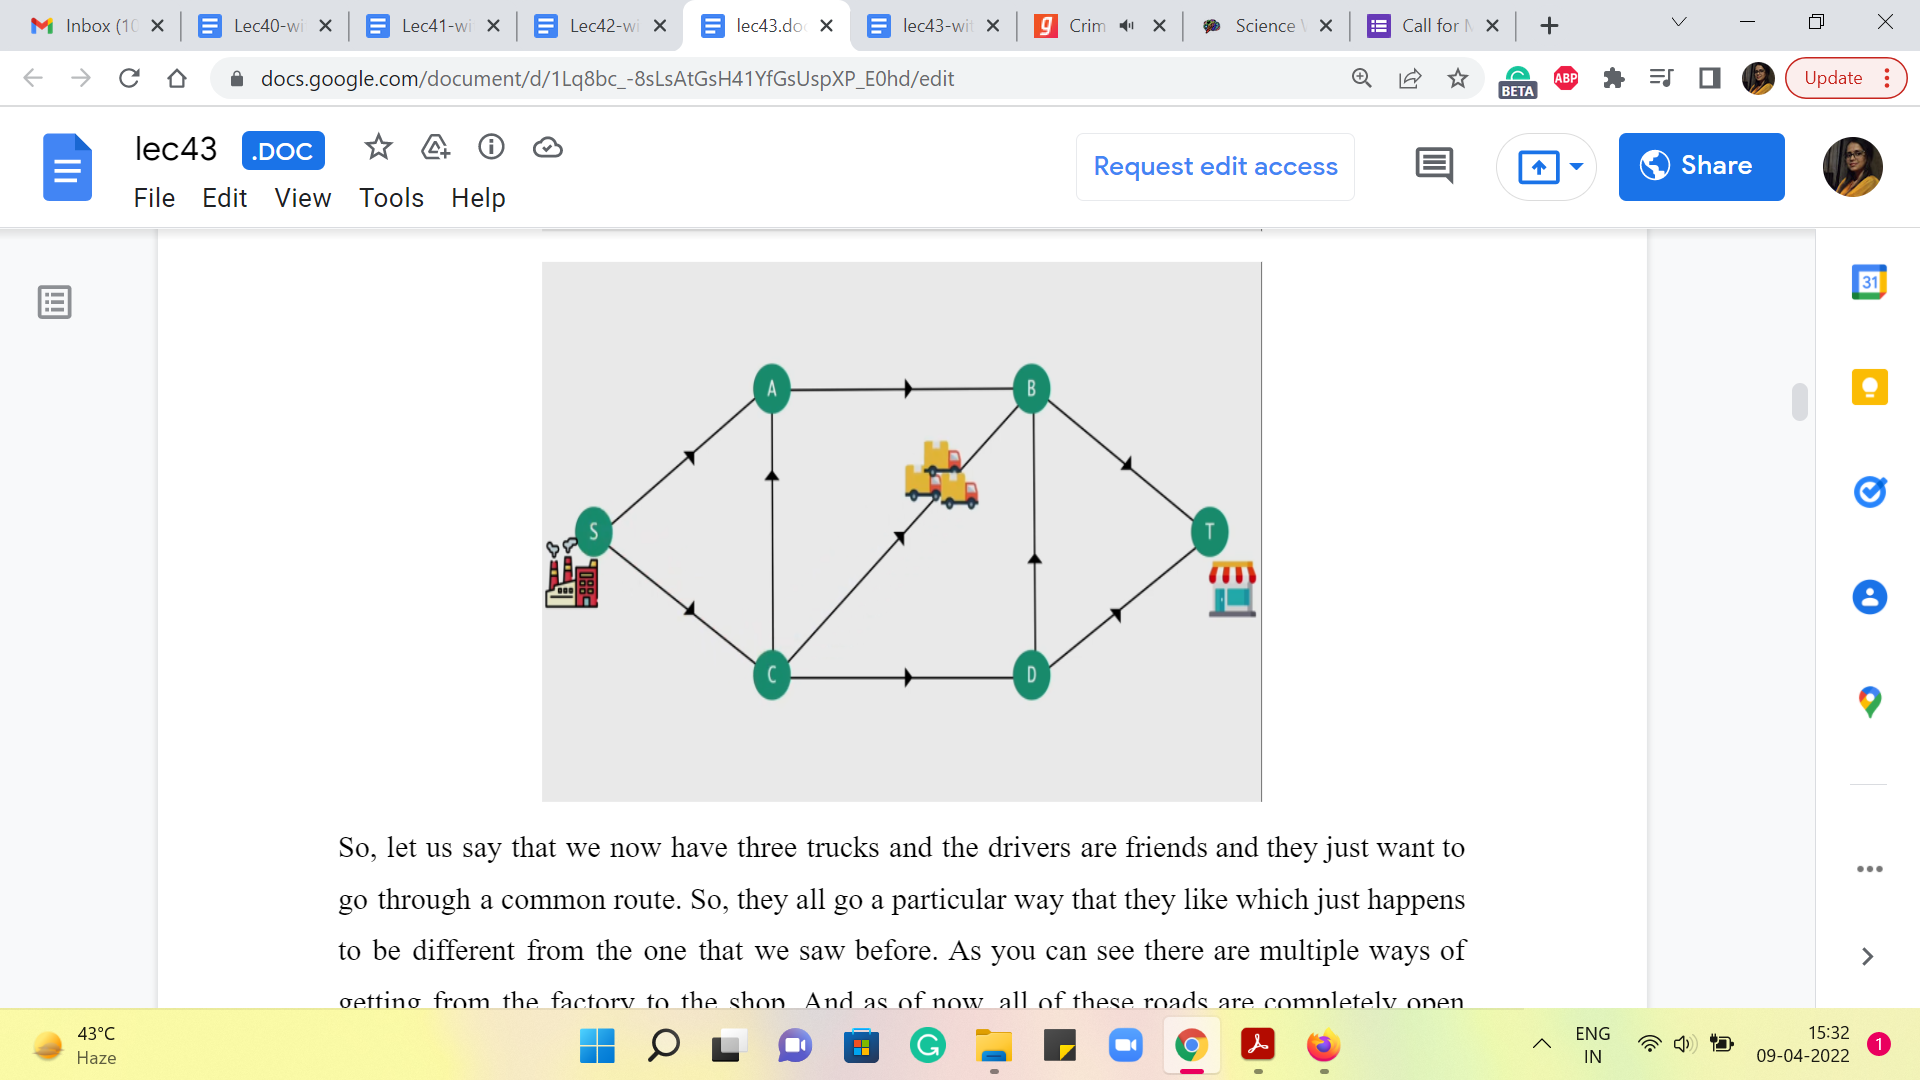 Inbox (10
Lec40-wi
Lec41-wi
Lec42-wi
lec43.doc
lec43-wit
Crim
Science
Call for
docs.google.com/document/d/1Lq8bc_-8sLsAtGsH41YfGsUspXP_E0hd/edit
BETA
ABP
Update
lec43
.DOC
Request edit access
Share
File Edit View Tools Help
31
A
B
S
T
C
D
So, let us say that we now have three trucks and the drivers are friends and they just want to
go through a common route. So, they all go a particular way that they like which just happens
to be different from the one that we saw before. As you can see there are multiple ways of
getting from the factory to the shop. And as of now, all of these roads are completely open
43°C
Haze
ENG
IN
15:32
09-04-2022
1